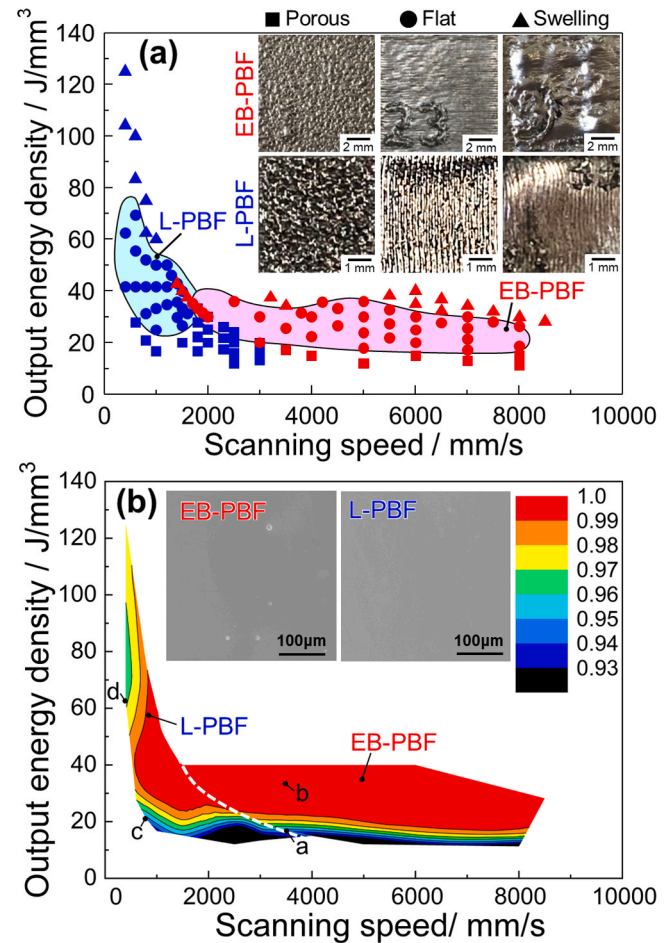 ■ Porous ● Flat ▲ Swelling
140
120
100
80
60
40
20
0
Output energy density / J/mm³
(a)
EB-PBF
L-PBF
2 mm
2 mm
2 mm
23
1 mm
1 mm
1 mm
L-PBF
EB-PBF
0 2000 4000 6000 8000 10000
Scanning speed / mm/s
140
120
100
80
60
40
20
0
Output energy density / J/mm³
(b)
EB-PBF
100μm
L-PBF
100μm
1.0
0.99
0.98
0.97
0.96
0.95
0.94
0.93
d
L-PBF
EB-PBF
b
c
a
0 2000 4000 6000 8000 10000
Scanning speed/ mm/s